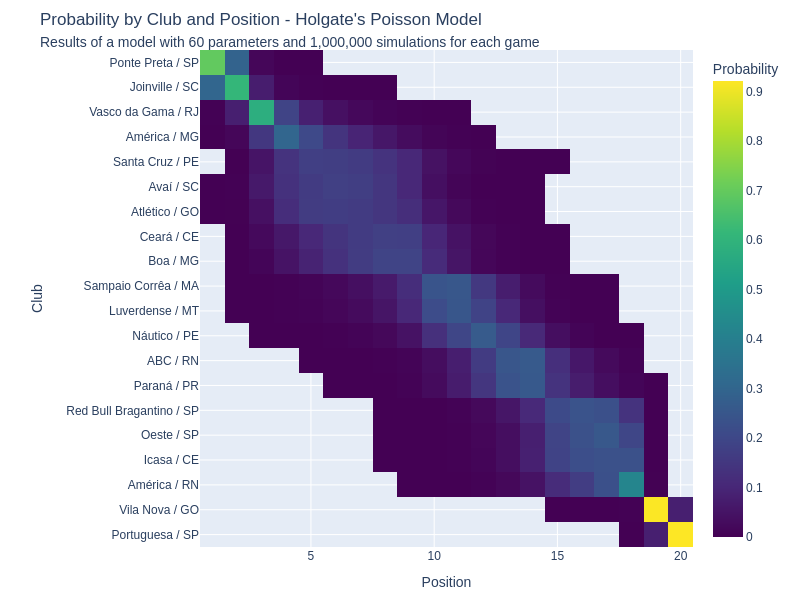 Probability by Club and Position - Holgate's Poisson Model
Results of a model with 60 parameters and 1,000,000 simulations for each game
Probability
Ponte Preta / SP
Joinville / SC
Vasco da Gama / RJ
América / MG
Santa Cruz / PE
Avaí / SC
Atlético / GO
Ceará / CE
Boa / MG
Sampaio Corrêa / MA
Luverdense / MT
Náutico / PE
ABC / RN
Paraná / PR
Red Bull Bragantino / SP
Oeste / SP
Icasa / CE
América / RN
Vila Nova / GO
Portuguesa / SP
Club
5
10
15
20
Position
0.9
0.8
0.7
0.6
0.5
0.4
0.3
0.2
0.1
0